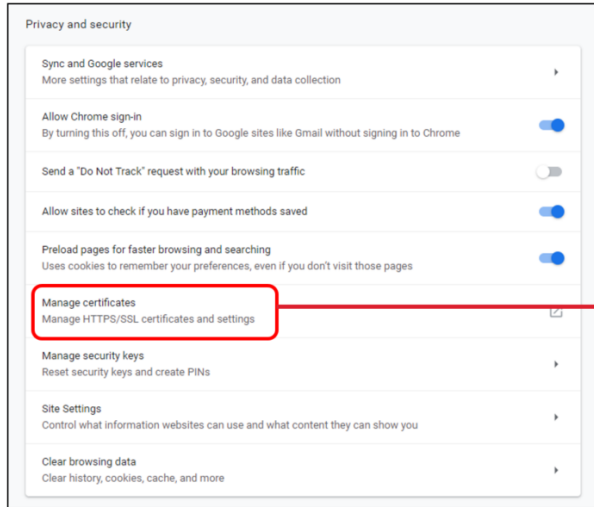 Privacy and security
Sync and Google services
More settings that relate to privacy, security, and data collection
Allow Chrome sign-in
By turning this off, you can sign in to Google sites like Gmail without signing in to Chrome
Send a "Do Not Track" request with your browsing traffic
Allow sites to check if you have payment methods saved
Preload pages for faster browsing and searching
Uses cookies to remember your preferences, even if you don't visit those pages
Manage certificates
Manage HTTPS/SSL certificates and settings
Manage security keys
Reset security keys and create PINs
Site Settings
Control what information websites can use and what content they can show you
Clear browsing data
Clear history, cookies, cache, and more